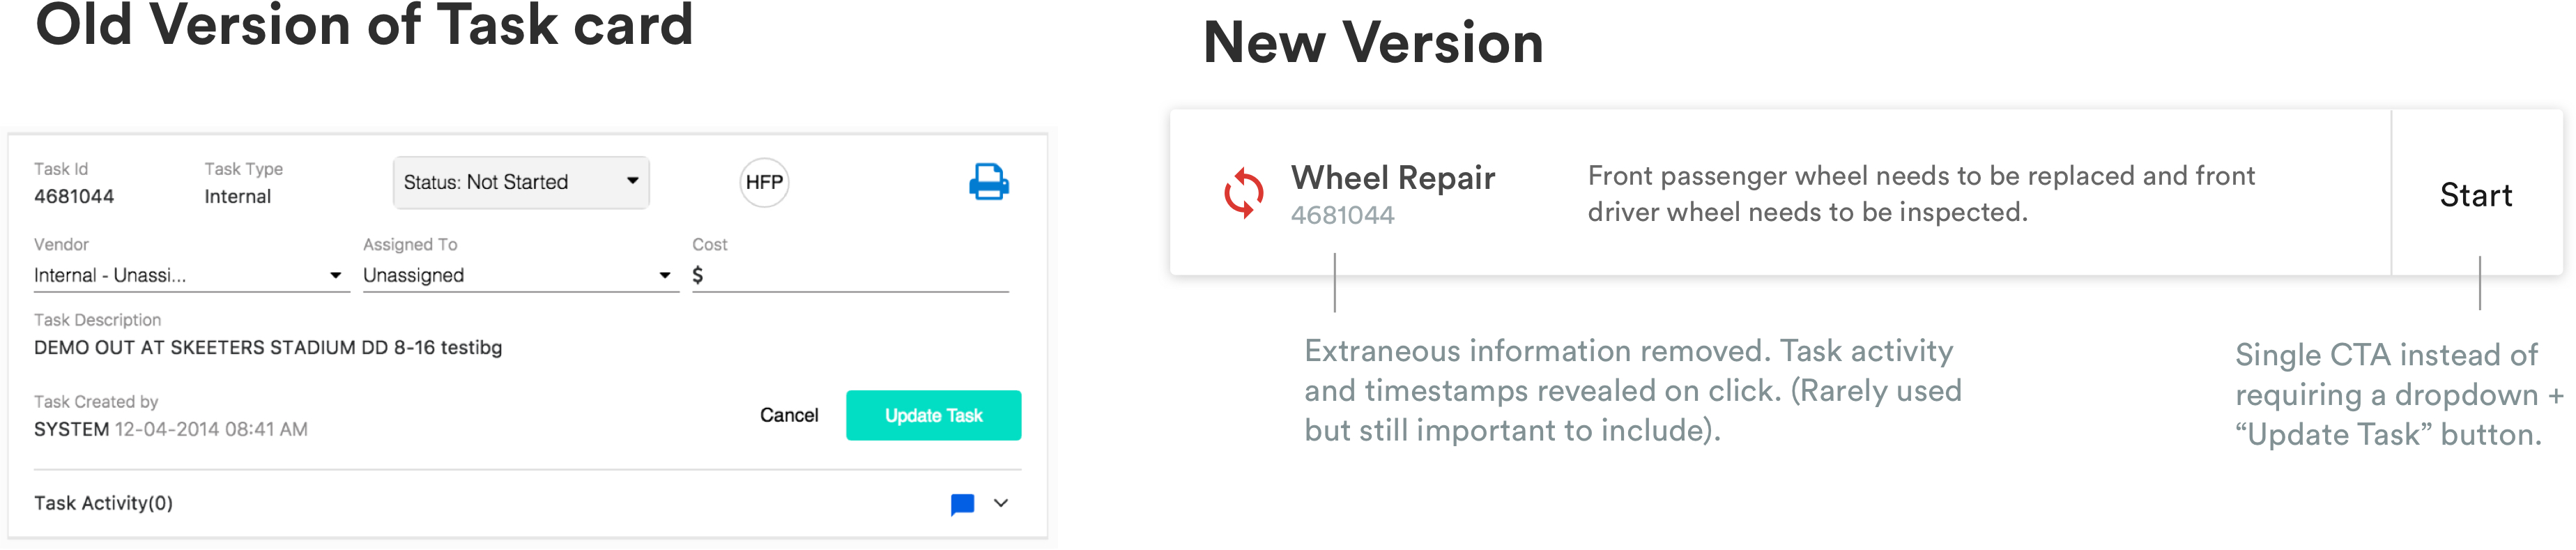 Old Version of Task card
Task Id
4681044
Task Type
Internal
Status: Not Started
HFP
Vendor
Internal - Unassi...
Assigned To
Unassigned
Cost
$
Task Description
DEMO OUT AT SKEETERS STADIUM DD 8-16 testibg
Task Created by
SYSTEM 12-04-2014 08:41 AM
Cancel
Update Task
Task Activity(0)
New Version
Wheel Repair
4681044
Front passenger wheel needs to be replaced and front
driver wheel needs to be inspected.
Start
Extraneous information removed. Task activity
and timestamps revealed on click. (Rarely used
but still important to include).
Single CTA instead of
requiring a dropdown +
“Update Task” button.